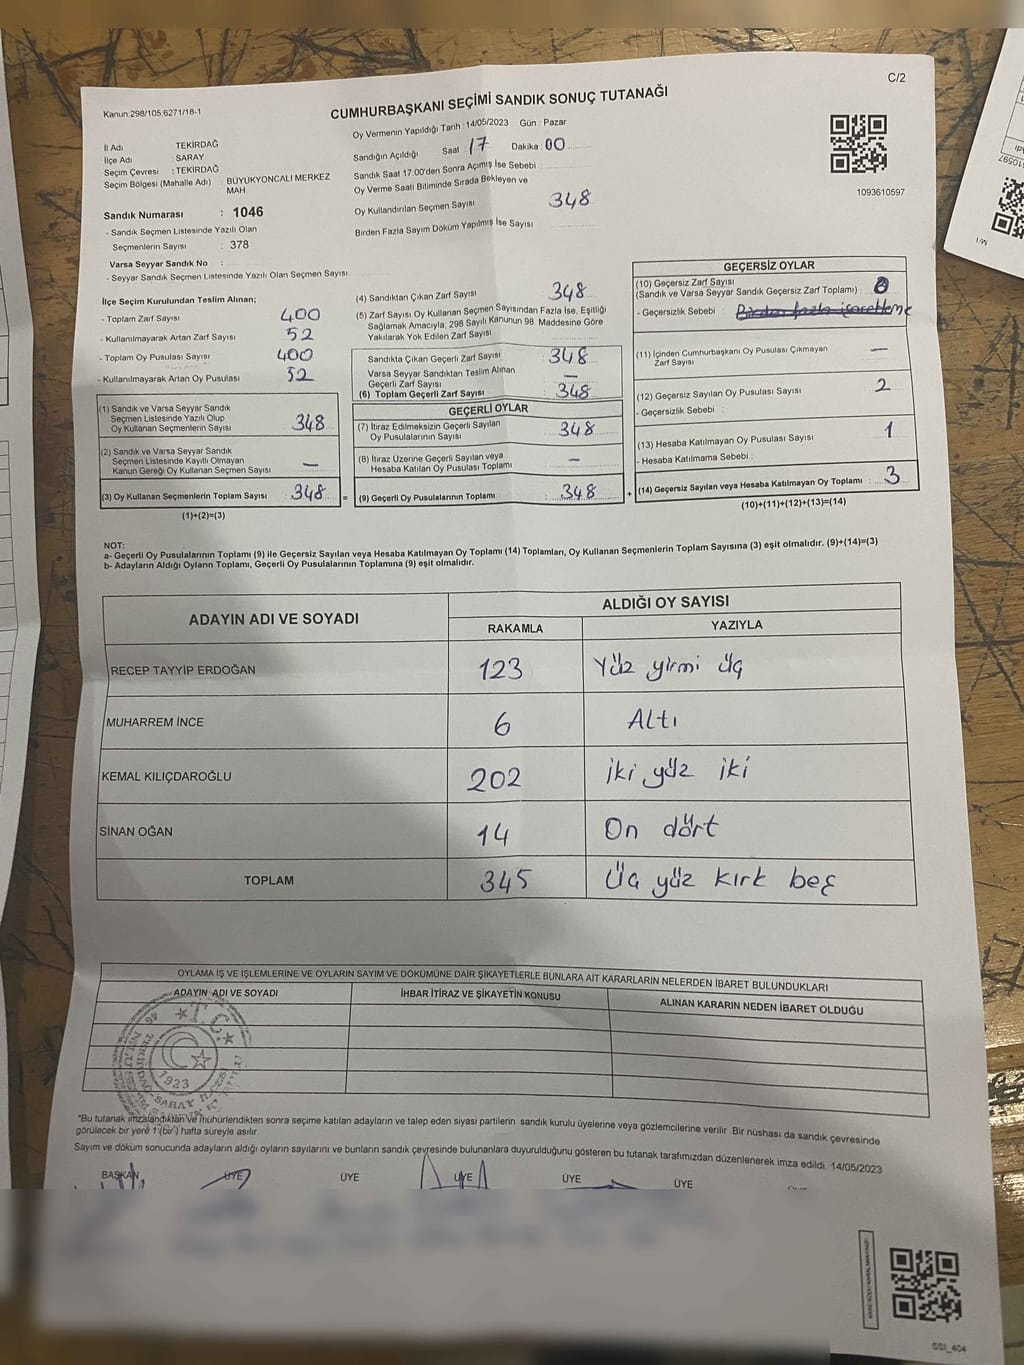 C/2
Kanun 298/105,6271/18-1
CUMHURBAŞKANI SEÇİMİ SANDIK SONUÇ TUTANAĞI
İl Adı TEKİRDAĞ
İlçe Adı SARAY
Seçim Çevresi : TEKİRDAĞ
Seçim Bölgesi (Mahalle Adı) : BÜYÜKYONCALI MERKEZ
MAH.
Sandık Numarası : 1046
- Sandık Seçmen Listesinde Yazılı Olan
Seçmenlerin Sayısı : 378
Varsa Seyyar Sandık No :
- Seyyar Sandık Seçmen Listesinde Yazılı Olan Seçmen Sayısı:
Oy Vermenin Yapıldığı Tarih : 14/05/2023 Gün : Pazar
Sandığın Açıldığı Saat 17 Dakika : 00
Sandık Saat 17.00'den Sonra Açılmış İse Sebebi
Oy Verme Saati Bitiminde Sırada Bekleyen ve
Oy Kullandırılan Seçmen Sayısı 348
Birden Fazla Sayım Döküm Yapılmış İse Sayısı
1093610597
İlçe Seçim Kurulundan Teslim Alınan;
- Toplam Zarf Sayısı 400
- Kullanılmayarak Artan Zarf Sayısı 52
- Toplam Oy Pusulası Sayısı 400
- Kullanılmayarak Artan Oy Pusulası 52
(1) Sandık ve Varsa Seyyar Sandık
Seçmen Listesinde Yazılı Olup
Oy Kullanan Seçmenlerin Sayısı 348
(2) Sandık ve Varsa Seyyar Sandık
Seçmen Listesinde Kayıtlı Olmayan
Kanun Gereği Oy Kullanan Seçmen Sayısı —
(3) Oy Kullanan Seçmenlerin Toplam Sayısı : 348 =
(1)+(2)=(3)
(4) Sandıktan Çıkan Zarf Sayısı 348
(5) Zarf Sayısı Oy Kullanan Seçmen Sayısından Fazla İse, Eşitliği
Sağlamak Amacıyla, 298 Sayılı Kanunun 98. Maddesine Göre
Yakılarak Yok Edilen Zarf Sayısı
Sandıkta Çıkan Geçerli Zarf Sayısı 348
Varsa Seyyar Sandıktan Teslim Alınan
Geçerli Zarf Sayısı —
(6) Toplam Geçerli Zarf Sayısı 348
GEÇERLİ OYLAR
(7) İtiraz Edilmeksizin Geçerli Sayılan
Oy Pusulalarının Sayısı 348
(8) İtiraz Üzerine Geçerli Sayılan veya
Hesaba Katılan Oy Pusulası Toplamı —
(9) Geçerli Oy Pusulalarının Toplamı : 348 +
GEÇERSİZ OYLAR
(10) Geçersiz Zarf Sayısı
(Sandık ve Varsa Seyyar Sandık Geçersiz Zarf Toplamı) : 0
- Geçersizlik Sebebi : Birden fazla işaretleme
(11) İçinden Cumhurbaşkanı Oy Pusulası Çıkmayan
Zarf Sayısı —
(12) Geçersiz Sayılan Oy Pusulası Sayısı 2
- Geçersizlik Sebebi :
(13) Hesaba Katılmayan Oy Pusulası Sayısı 1
- Hesaba Katılmama Sebebi :
(14) Geçersiz Sayılan veya Hesaba Katılmayan Oy Toplamı : 3
(10)+(11)+(12)+(13)=(14)
NOT:
a- Geçerli Oy Pusulalarının Toplamı (9) ile Geçersiz Sayılan veya Hesaba Katılmayan Oy Toplamı (14) Toplamları, Oy Kullanan Seçmenlerin Toplam Sayısına (3) eşit olmalıdır. (9)+(14)=(3)
b- Adayların Aldığı Oyların Toplamı, Geçerli Oy Pusulalarının Toplamına (9) eşit olmalıdır.
ADAYIN ADI VE SOYADI ALDIĞI OY SAYISI
RAKAMLA YAZIYLA
RECEP TAYYİP ERDOĞAN 123 Yüz yirmi üç
MUHARREM İNCE 6 Altı
KEMAL KILIÇDAROĞLU 202 iki yüz iki
SİNAN OĞAN 14 On dört
TOPLAM 345 Üç yüz kırk beş
OYLAMA İŞ VE İŞLEMLERİNE VE OYLARIN SAYIM VE DÖKÜMÜNE DAİR ŞİKAYETLERLE BUNLARA AİT KARARLARIN NELERDEN İBARET BULUNDUKLARI
ADAYIN ADI VE SOYADI İHBAR İTİRAZ VE ŞİKAYETİN KONUSU ALINAN KARARIN NEDEN İBARET OLDUĞU
T.C.
1923
*Bu tutanak imzalandıktan ve mühürlendikten sonra seçime katılan adayların ve talep eden siyasi partilerin sandık kurulu üyelerine veya gözlemcilerine verilir. Bir nüshası da sandık çevresinde
görülecek bir yere 1 (bir) hafta süreyle asılır.
Sayım ve döküm sonucunda adayların aldığı oyların sayılarını ve bunların sandık çevresinde bulunanlara duyurulduğunu gösteren bu tutanak tarafımızdan düzenlenerek imza edildi. 14/05/2023
BAŞKAN ÜYE ÜYE ÜYE ÜYE ÜYE
SSI_404